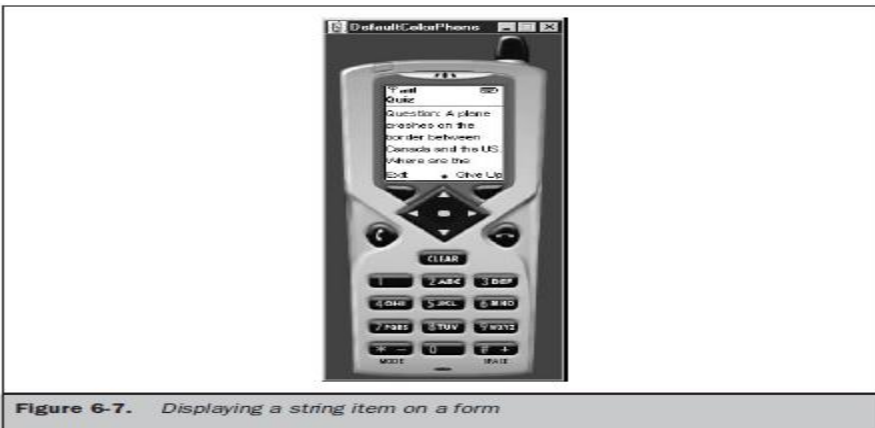 DefaultColorPhone
Quiz
Question: A plane
crashes on the
border between
Canada and the US.
Where are the
Exit Give Up
CLEAR
1 2 ABC 3 DEF
4 GHI 5 JKL 6 MNO
7 PQRS 8 TUV 9 WXYZ
* - 0 # +
MODE SPACE
Figure 6-7. Displaying a string item on a form